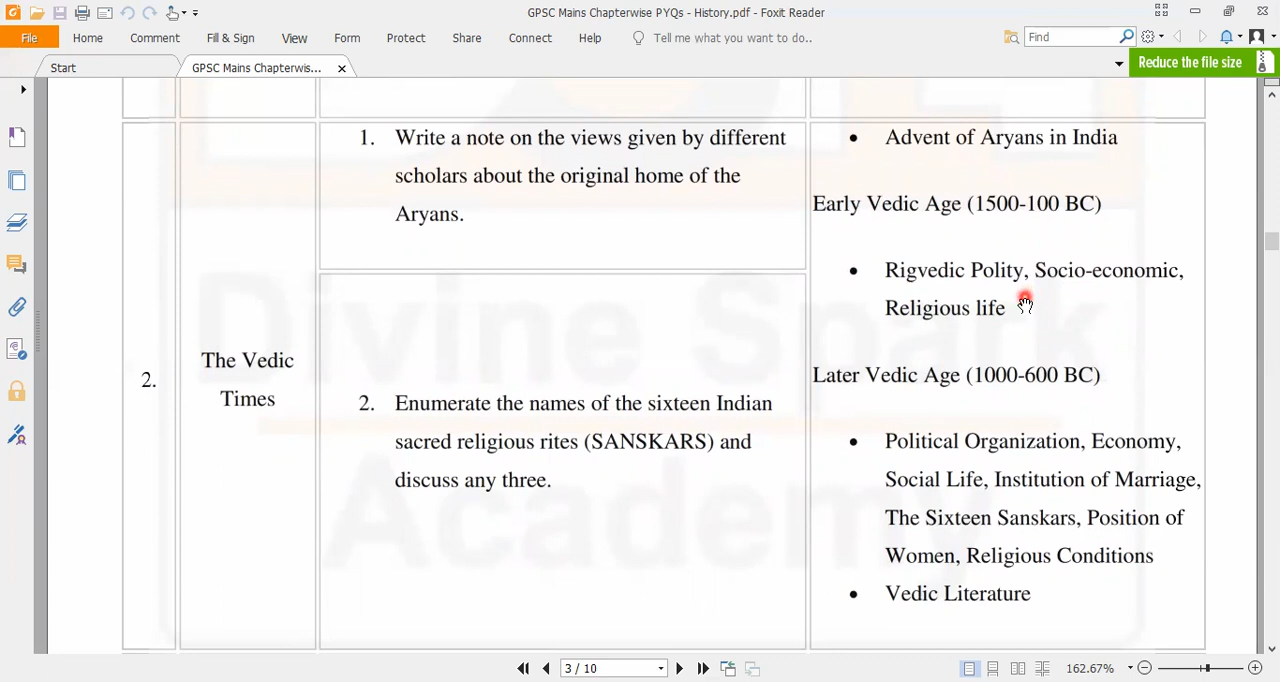 GPSC Mains Chapterwise PYQs - History.pdf - Foxit Reader
File Home Comment Fill & Sign View Form Protect Share Connect Help Tell me what you want to do.. Find
Start GPSC Mains Chapterwis... Reduce the file size
2.
The Vedic
Times
1. Write a note on the views given by different
scholars about the original home of the
Aryans.
2. Enumerate the names of the sixteen Indian
sacred religious rites (SANSKARS) and
discuss any three.
• Advent of Aryans in India
Early Vedic Age (1500-100 BC)
• Rigvedic Polity, Socio-economic,
Religious life
Later Vedic Age (1000-600 BC)
• Political Organization, Economy,
Social Life, Institution of Marriage,
The Sixteen Sanskars, Position of
Women, Religious Conditions
• Vedic Literature
Divine Spark
Academy
3 / 10 162.67%